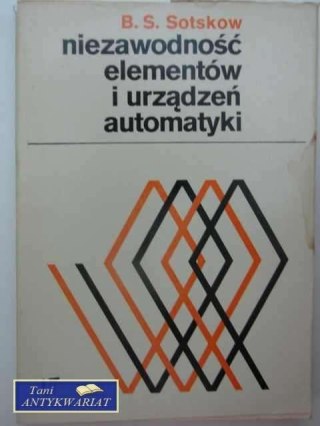 B. S. Sotskow
niezawodność
elementów
i urządzeń
automatyki
Tani
ANTYKWARIAT